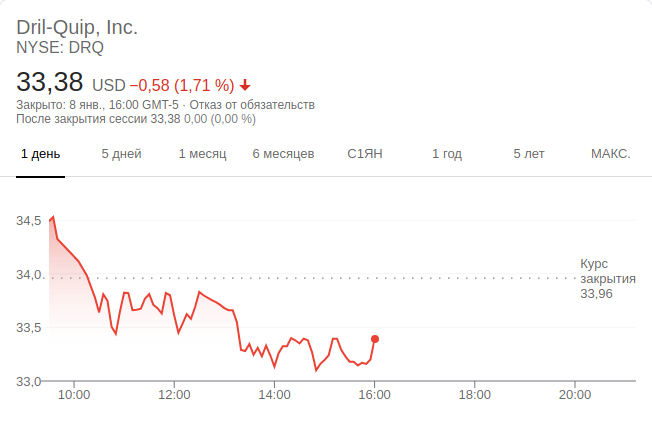 Dril-Quip, Inc.
NYSE: DRQ
33,38 USD −0,58 (1,71 %)
Закрыто: 8 янв., 16:00 GMT-5 · Отказ от обязательств
После закрытия сессии 33,38 0,00 (0,00 %)
1 день 5 дней 1 месяц 6 месяцев С1ЯН 1 год 5 лет МАКС.
34,5
34,0
33,5
33,0
Курс
закрытия
33,96
10:00 12:00 14:00 16:00 18:00 20:00